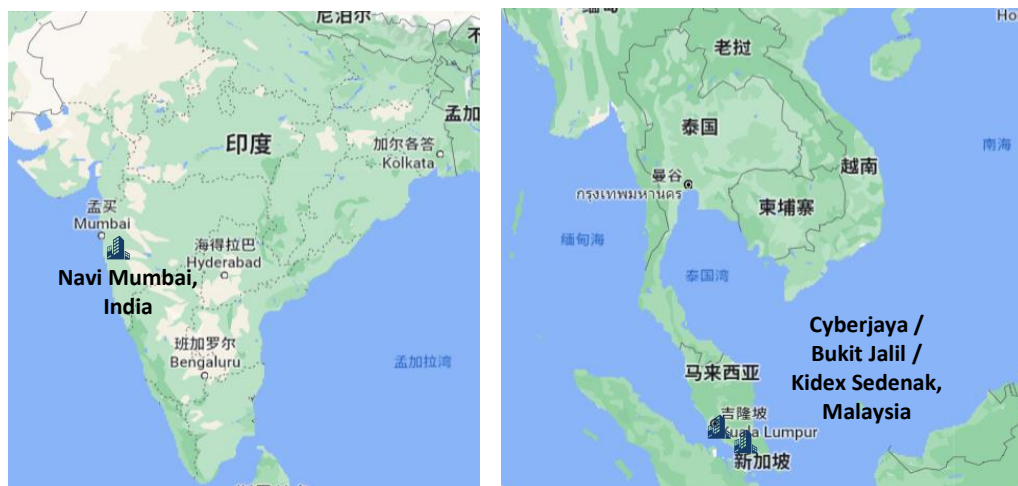 尼泊尔
不
孟加
印度
加尔各答
Kolkata
孟买
Mumbai
海得拉巴
Hyderabad
Navi Mumbai,
India
班加罗尔
Bengaluru
孟加拉湾
缅甸
Ho
老挝
泰国
南海
曼谷
กรุงเทพมหานคร
越南
柬埔寨
缅甸海
泰国湾
Cyberjaya /
Bukit Jalil /
Kidex Sedenak,
Malaysia
马来西亚
吉隆坡
Kuala Lumpur
新加坡